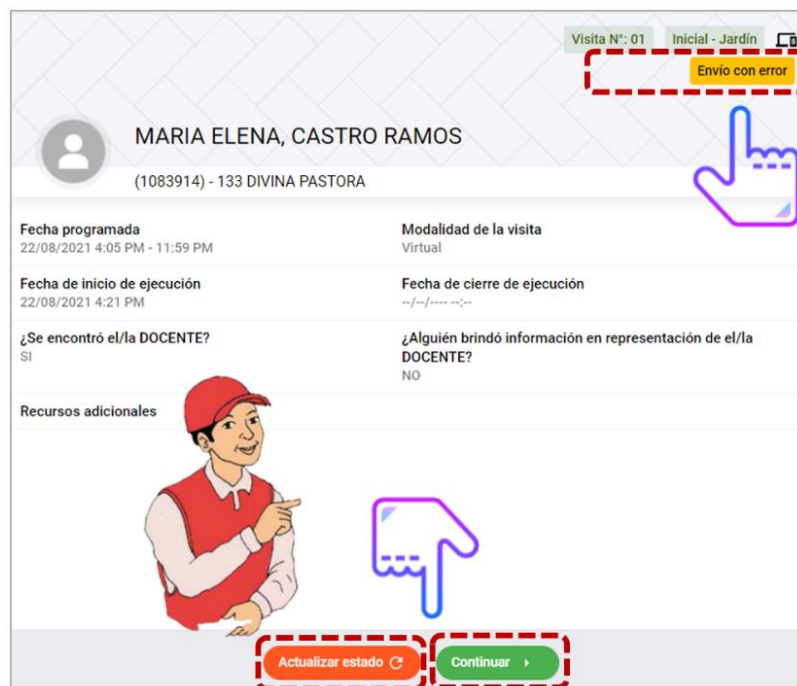 Visita N°: 01 Inicial - Jardín
Envío con error
MARIA ELENA, CASTRO RAMOS
(1083914) - 133 DIVINA PASTORA
Fecha programada
22/08/2021 4:05 PM - 11:59 PM
Modalidad de la visita
Virtual
Fecha de inicio de ejecución
22/08/2021 4:21 PM
Fecha de cierre de ejecución
--/--/---- --:--
¿Se encontró el/la DOCENTE?
SI
¿Alguién brindó información en representación de el/la
DOCENTE?
NO
Recursos adicionales
Actualizar estado
Continuar